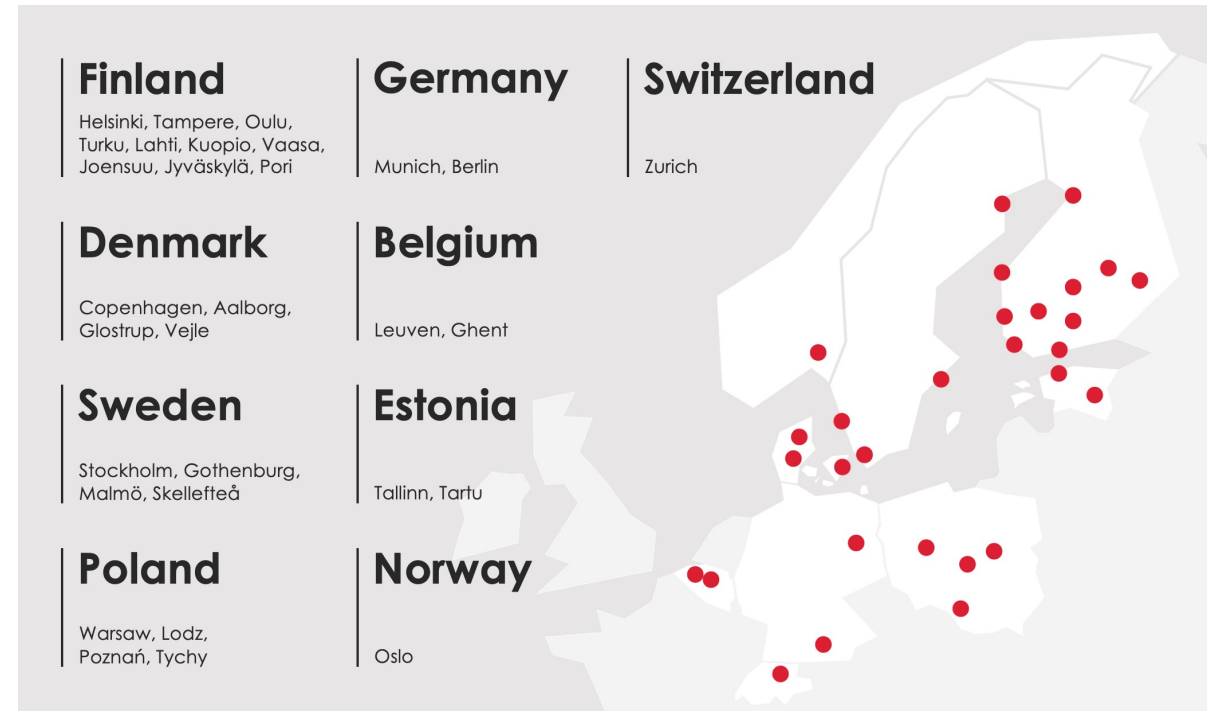 Finland
Helsinki, Tampere, Oulu,
Turku, Lahti, Kuopio, Vaasa,
Joensuu, Jyväskylä, Pori
Germany
Munich, Berlin
Switzerland
Zurich
Denmark
Copenhagen, Aalborg,
Glostrup, Vejle
Belgium
Leuven, Ghent
Sweden
Stockholm, Gothenburg,
Malmö, Skellefteå
Estonia
Tallinn, Tartu
Poland
Warsaw, Lodz,
Poznań, Tychy
Norway
Oslo